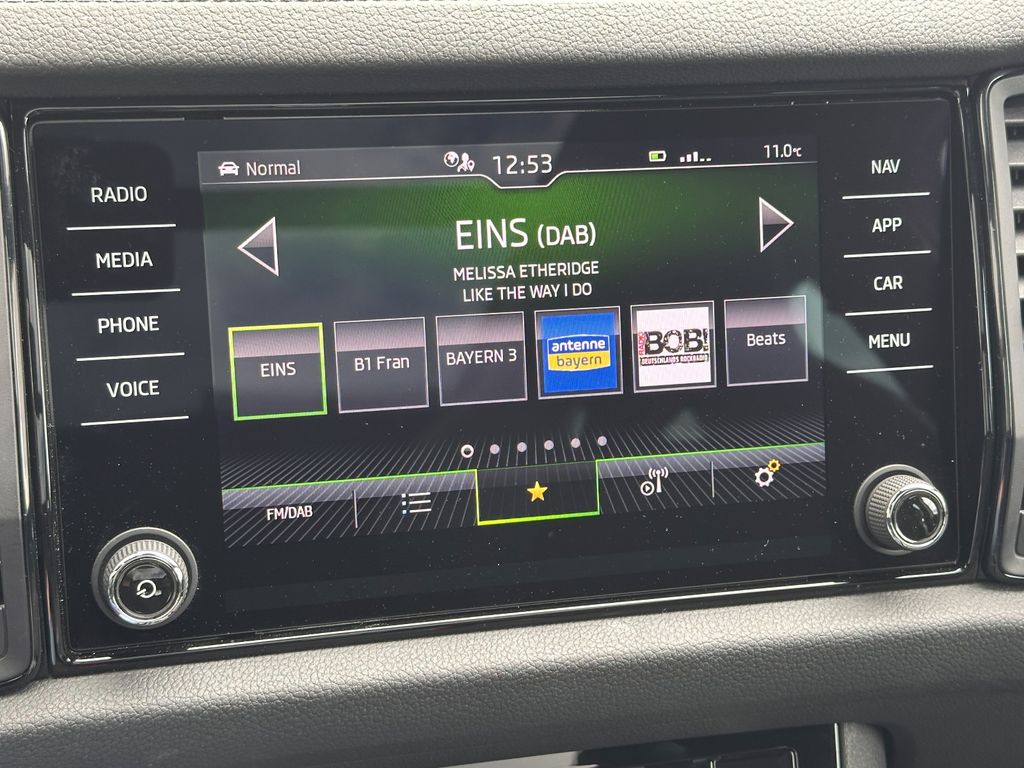 RADIO
MEDIA
PHONE
VOICE
Normal
12:53
11.0°C
EINS (DAB)
MELISSA ETHERIDGE
LIKE THE WAY I DO
EINS
B1 Fran
BAYERN 3
antenne
bayern
RADIO
BOB!
DEUTSCHLANDS ROCKRADIO
Beats
FM/DAB
NAV
APP
CAR
MENU